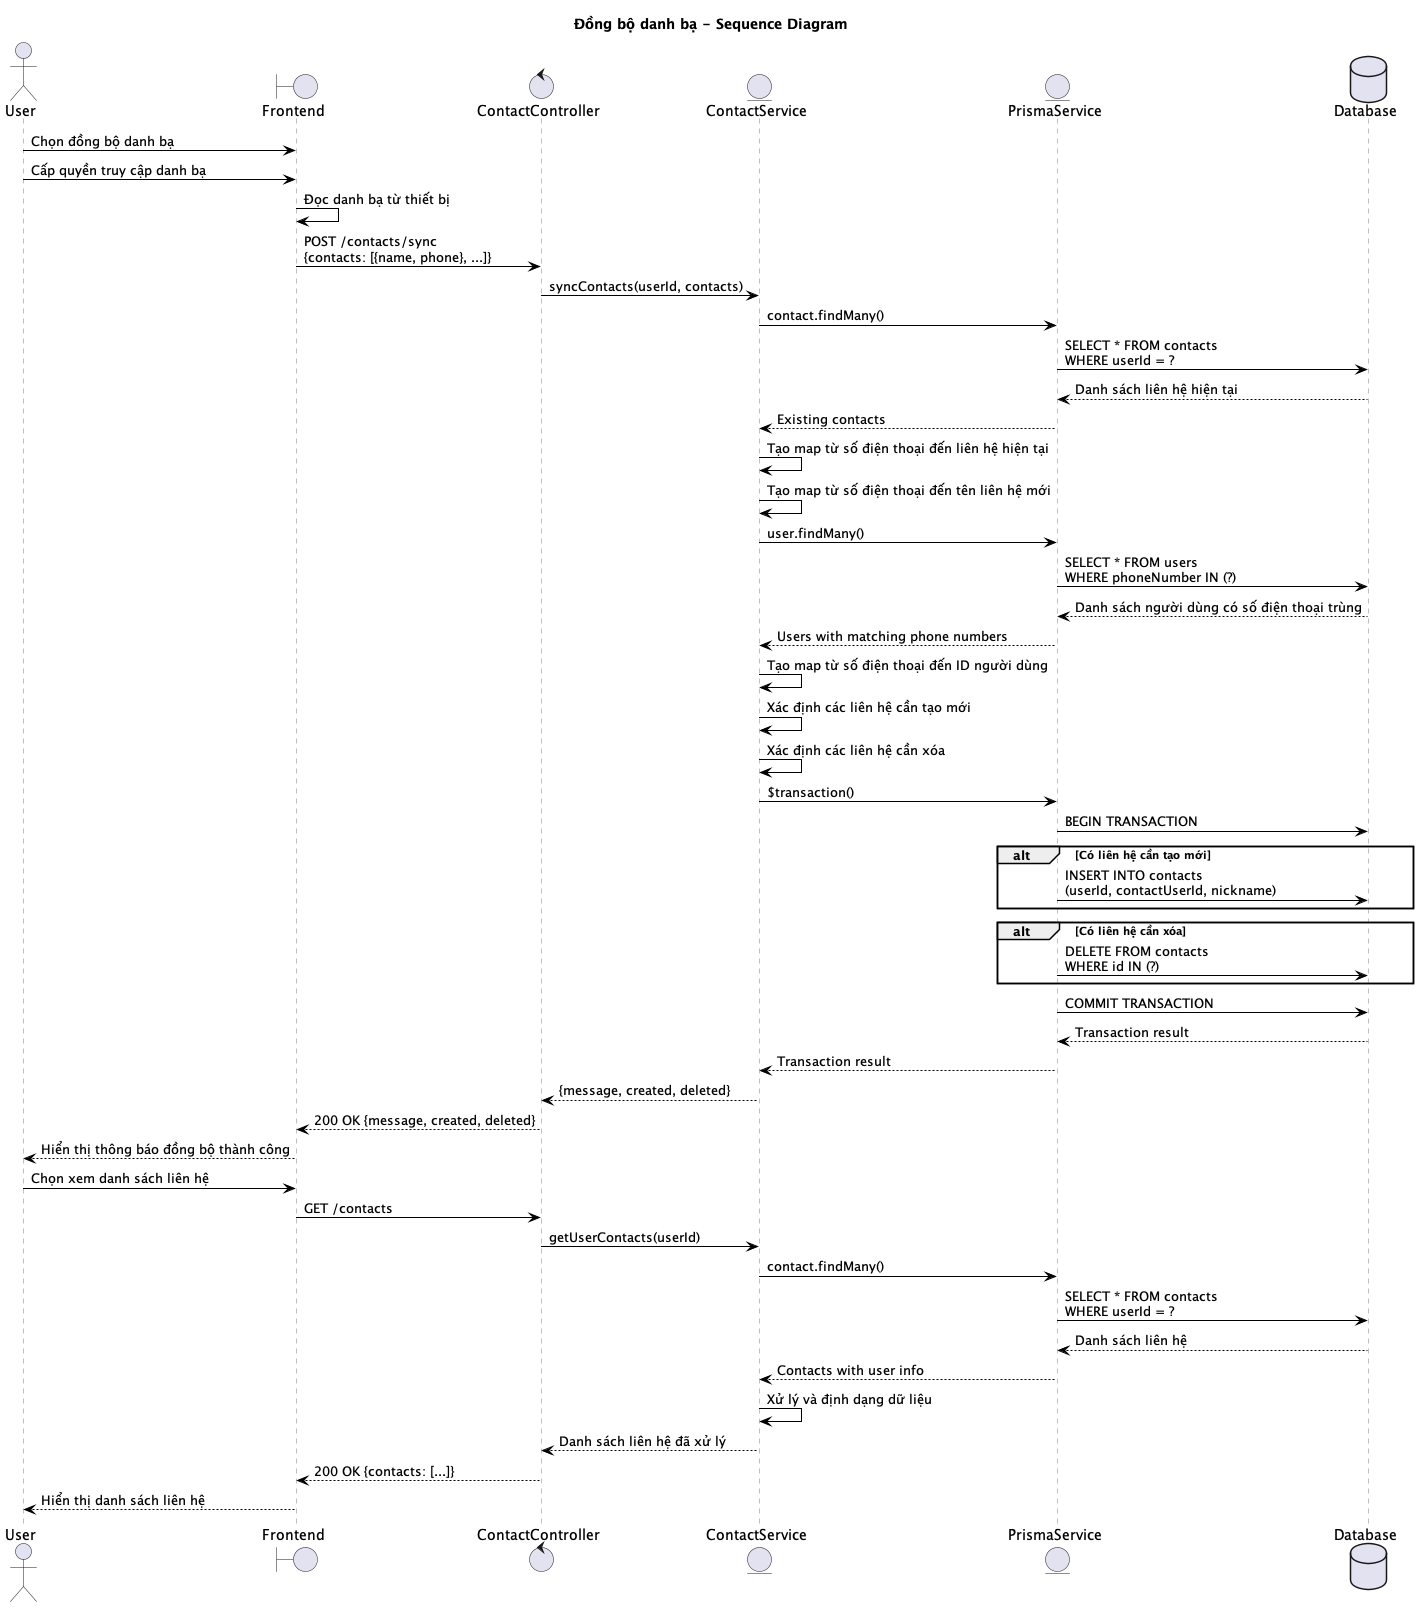 Đồng bộ danh bạ - Sequence Diagram
User
Frontend
ContactController
ContactService
PrismaService
Database
Chọn đồng bộ danh bạ
Cấp quyền truy cập danh bạ
Đọc danh bạ từ thiết bị
POST /contacts/sync
{contacts: [{name, phone}, ...]}
syncContacts(userId, contacts)
contact.findMany()
SELECT * FROM contacts
WHERE userId = ?
Danh sách liên hệ hiện tại
Existing contacts
Tạo map từ số điện thoại đến liên hệ hiện tại
Tạo map từ số điện thoại đến tên liên hệ mới
user.findMany()
SELECT * FROM users
WHERE phoneNumber IN (?)
Danh sách người dùng có số điện thoại trùng
Users with matching phone numbers
Tạo map từ số điện thoại đến ID người dùng
Xác định các liên hệ cần tạo mới
Xác định các liên hệ cần xóa
$transaction()
BEGIN TRANSACTION
alt [Có liên hệ cần tạo mới]
INSERT INTO contacts
(userId, contactUserId, nickname)
alt [Có liên hệ cần xóa]
DELETE FROM contacts
WHERE id IN (?)
COMMIT TRANSACTION
Transaction result
Transaction result
{message, created, deleted}
200 OK {message, created, deleted}
Hiển thị thông báo đồng bộ thành công
Chọn xem danh sách liên hệ
GET /contacts
getUserContacts(userId)
contact.findMany()
SELECT * FROM contacts
WHERE userId = ?
Danh sách liên hệ
Contacts with user info
Xử lý và định dạng dữ liệu
Danh sách liên hệ đã xử lý
200 OK {contacts: [...]}
Hiển thị danh sách liên hệ
User
Frontend
ContactController
ContactService
PrismaService
Database